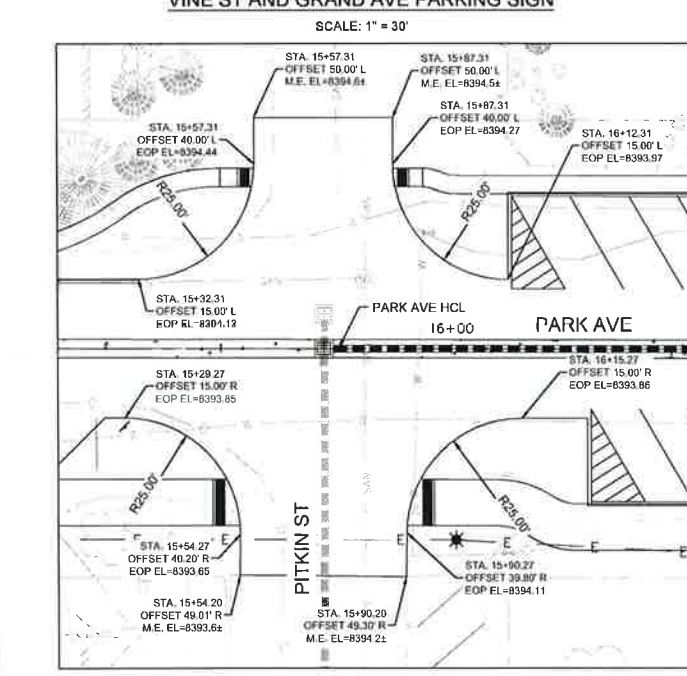 VINE ST AND GRAND AVE PARKING SIGN
SCALE: 1" = 30'
STA. 15+57.31
OFFSET 50.00' L
M.E. EL=8394.6±
STA. 15+87.31
OFFSET 50.00' L
M.E. EL=8394.5±
STA. 15+57.31
OFFSET 40.00' L
EOP EL=8394.44
STA. 15+87.31
OFFSET 40.00' L
EOP EL=8394.27
STA. 16+12.31
OFFSET 15.00' L
EOP EL=8393.97
R25.00'
R25.00'
STA. 15+32.31
OFFSET 15.00' L
PARK AVE HCL
16+00
PARK AVE
STA. 15+29.27
OFFSET 15.00' R
EOP EL=8393.85
STA. 16+15.27
OFFSET 15.00' R
EOP EL=8393.86
R25.00'
R25.00'
SAN
W
PITKIN ST
E
E
E
E
STA. 15+54.27
OFFSET 40.20' R
EOP EL=8393.65
STA. 15+90.27
OFFSET 39.80' R
EOP EL=8394.11
STA. 15+54.20
OFFSET 49.01' R
M.E. EL=8393.6±
STA. 15+90.20
OFFSET 49.30' R
M.E. EL=8394.2±